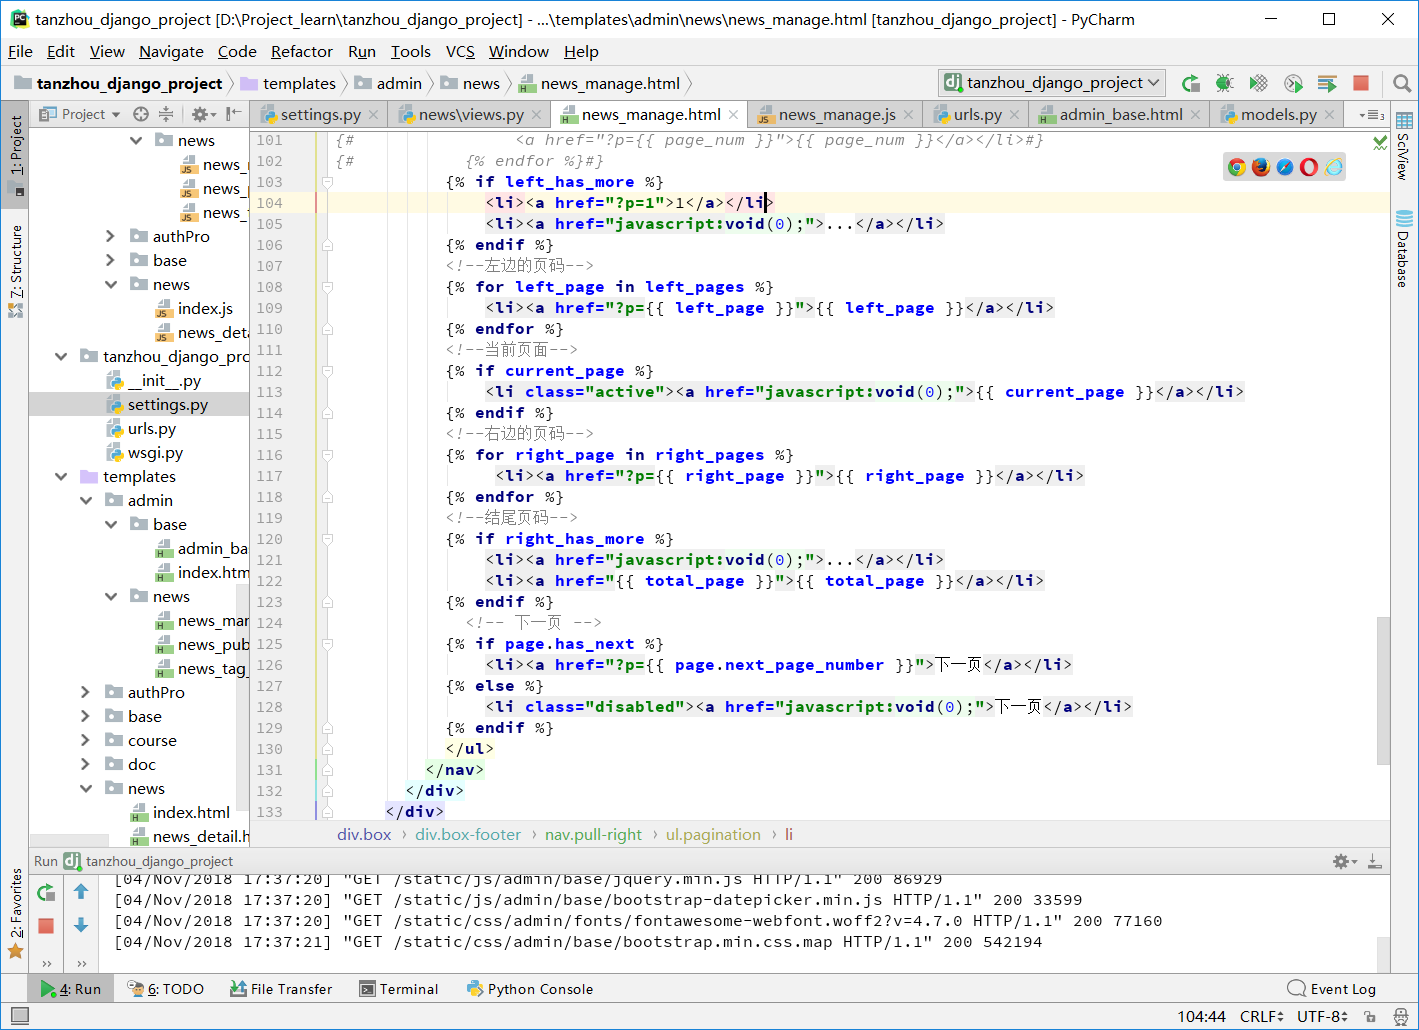 tanzhou_django_project [D:\Project_learn\tanzhou_django_project] - ...\templates\admin\news\news_manage.html [tanzhou_django_project] - PyCharm
File Edit View Navigate Code Refactor Run Tools VCS Window Help
tanzhou_django_project templates admin news news_manage.html tanzhou_django_project
Project settings.py news\views.py news_manage.html news_manage.js urls.py admin_base.html models.py
1: Project
Z: Structure
2: Favorites
SciView
Database
news
news_
news_
news_
authPro
base
news
index.js
news_deta
tanzhou_django_pro
__init__.py
settings.py
urls.py
wsgi.py
templates
admin
base
admin_ba
index.htm
news
news_mar
news_pub
news_tag_
authPro
base
course
doc
news
index.html
news_detail.h
101 {# <a href="?p={{ page_num }}">{{ page_num }}</a></li>#}
102 {# {% endfor %}#}
103 {% if left_has_more %}
104 <li><a href="?p=1">1</a></li>
105 <li><a href="javascript:void(0);">...</a></li>
106 {% endif %}
107 <!--左边的页码-->
108 {% for left_page in left_pages %}
109 <li><a href="?p={{ left_page }}">{{ left_page }}</a></li>
110 {% endfor %}
111 <!--当前页面-->
112 {% if current_page %}
113 <li class="active"><a href="javascript:void(0);">{{ current_page }}</a></li>
114 {% endif %}
115 <!--右边的页码-->
116 {% for right_page in right_pages %}
117 <li><a href="?p={{ right_page }}">{{ right_page }}</a></li>
118 {% endfor %}
119 <!--结尾页码-->
120 {% if right_has_more %}
121 <li><a href="javascript:void(0);">...</a></li>
122 <li><a href="{{ total_page }}">{{ total_page }}</a></li>
123 {% endif %}
124 <!-- 下一页 -->
125 {% if page.has_next %}
126 <li><a href="?p={{ page.next_page_number }}">下一页</a></li>
127 {% else %}
128 <li class="disabled"><a href="javascript:void(0);">下一页</a></li>
129 {% endif %}
130 </ul>
131 </nav>
132 </div>
133 </div>
div.box › div.box-footer › nav.pull-right › ul.pagination › li
Run tanzhou_django_project
[04/Nov/2018 17:37:20] "GET /static/js/admin/base/jquery.min.js HTTP/1.1" 200 86929
[04/Nov/2018 17:37:20] "GET /static/js/admin/base/bootstrap-datepicker.min.js HTTP/1.1" 200 33599
[04/Nov/2018 17:37:20] "GET /static/css/admin/fonts/fontawesome-webfont.woff2?v=4.7.0 HTTP/1.1" 200 77160
[04/Nov/2018 17:37:21] "GET /static/css/admin/base/bootstrap.min.css.map HTTP/1.1" 200 542194
4: Run 6: TODO File Transfer Terminal Python Console Event Log
104:44 CRLF UTF-8